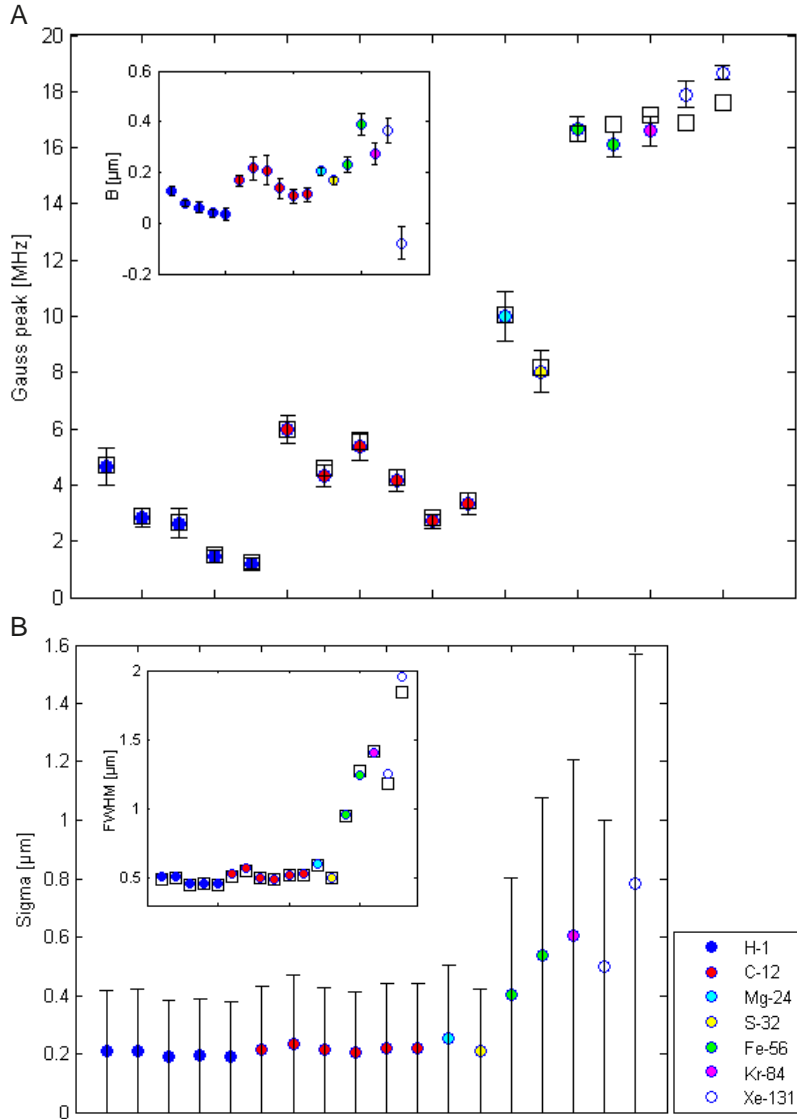 A
20
18
16
14
12
10
8
6
4
2
0
Gauss peak [MHz]
0.6
0.4
0.2
0
-0.2
B [µm]
B
1.6
1.4
1.2
1
0.8
0.6
0.4
0.2
0
Sigma [µm]
2
1.5
1
0.5
FWHM [µm]
H-1
C-12
Mg-24
S-32
Fe-56
Kr-84
Xe-131